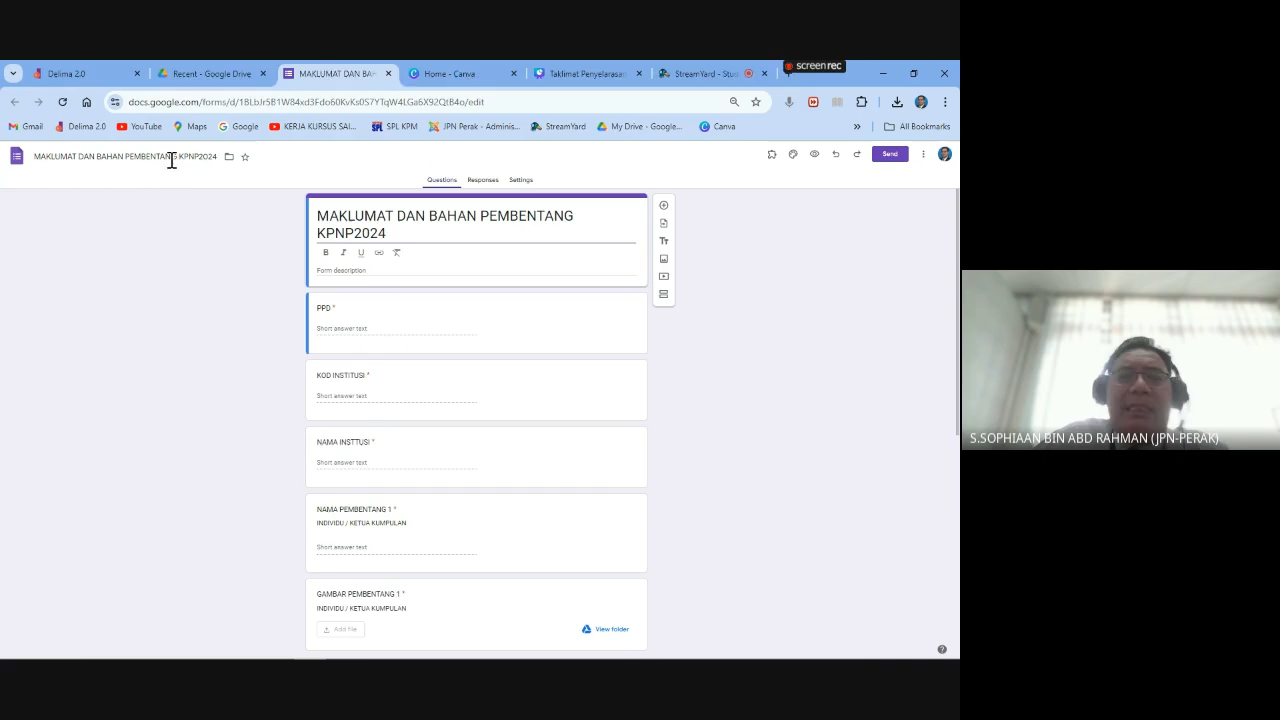 screenrec
Delima 2.0
Recent - Google Drive
MAKLUMAT DAN BAH
Home - Canva
Taklimat Penyelarasan
StreamYard - Stud
docs.google.com/forms/d/1BLbJr5B1W84xd3Fdo60KvKs0S7YTqW4LGa6X92QtB4o/edit
Gmail
Delima 2.0
YouTube
Maps
Google
KERJA KURSUS SAI...
SPL KPM
JPN Perak - Adminis...
StreamYard
My Drive - Google...
Canva
All Bookmarks
MAKLUMAT DAN BAHAN PEMBENTANG KPNP2024
Send
Questions
Responses
Settings
MAKLUMAT DAN BAHAN PEMBENTANG
KPNP2024
Form description
PPD *
Short answer text
KOD INSTITUSI *
Short answer text
NAMA INSTTUSI *
Short answer text
NAMA PEMBENTANG 1 *
INDIVIDU / KETUA KUMPULAN
Short answer text
GAMBAR PEMBENTANG 1 *
INDIVIDU / KETUA KUMPULAN
Add file
View folder
S.SOPHIAAN BIN ABD RAHMAN (JPN-PERAK)